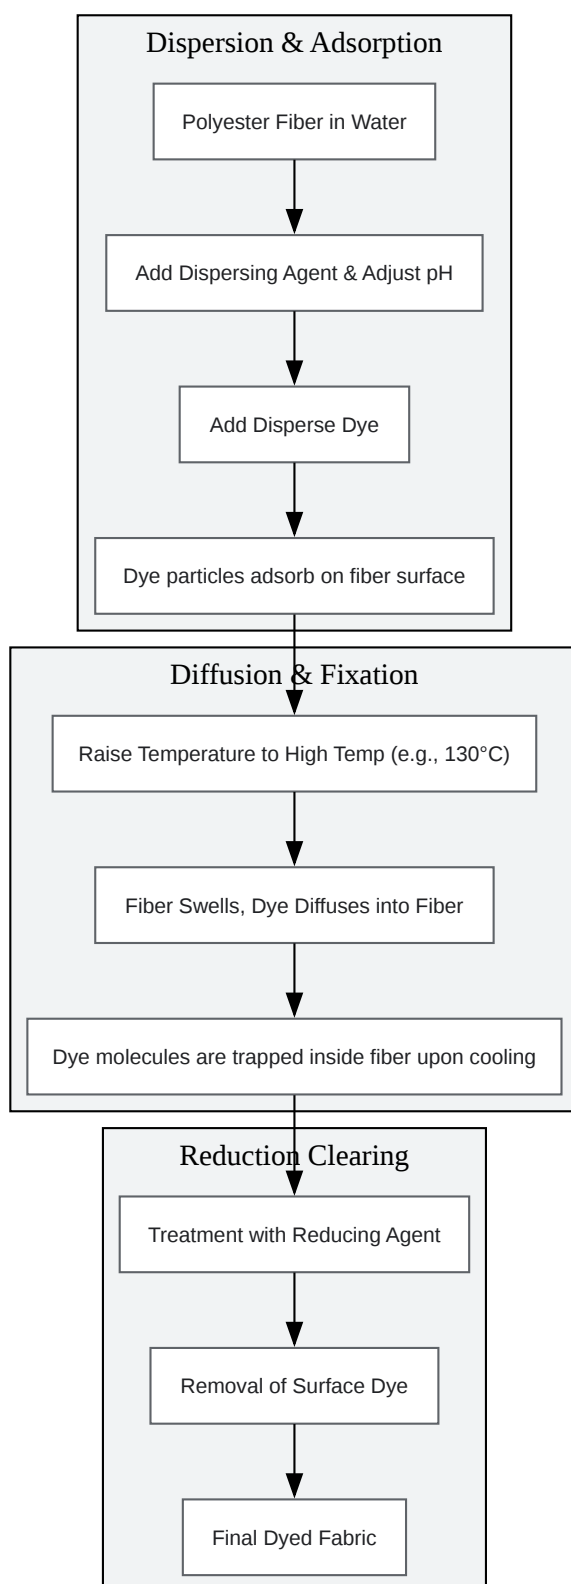 Dispersion & Adsorption
Polyester Fiber in Water
Add Dispersing Agent & Adjust pH
Add Disperse Dye
Dye particles adsorb on fiber surface
Diffusion & Fixation
Raise Temperature to High Temp (e.g., 130°C)
Fiber Swells, Dye Diffuses into Fiber
Dye molecules are trapped inside fiber upon cooling
Reduction Clearing
Treatment with Reducing Agent
Removal of Surface Dye
Final Dyed Fabric